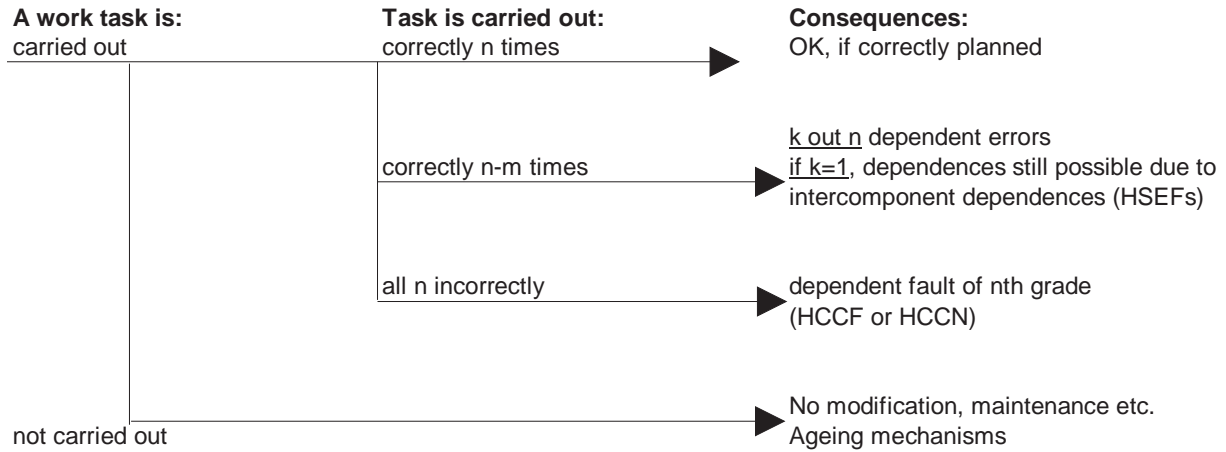 A work task is: Task is carried out: Consequences:
carried out correctly n times OK, if correctly planned
k out n dependent errors
correctly n-m times if k=1, dependences still possible due to
intercomponent dependences (HSEFs)
all n incorrectly dependent fault of nth grade
(HCCF or HCCN)
No modification, maintenance etc.
not carried out Ageing mechanisms